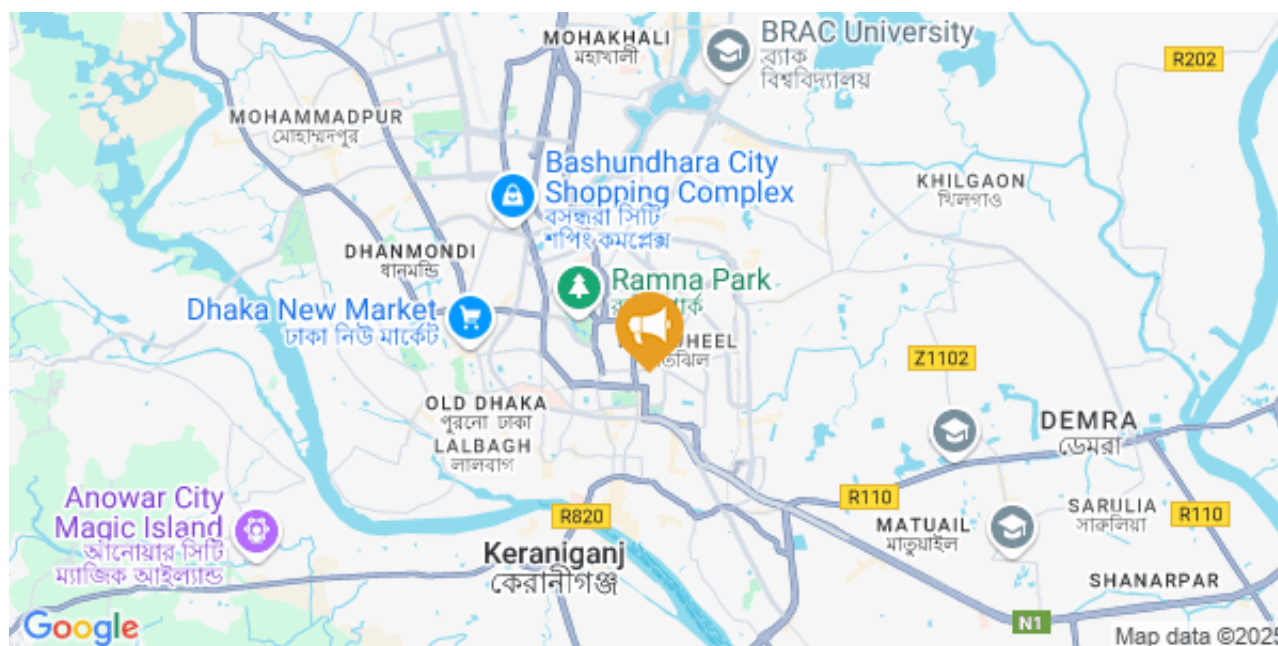 MOHAKHALI
মহাখালী
BRAC University
ব্র্যাক
বিশ্ববিদ্যালয়
R202
MOHAMMADPUR
মোহাম্মদপুর
Bashundhara City
Shopping Complex
বসুন্ধরা সিটি
শপিং কমপ্লেক্স
KHILGAON
খিলগাও
DHANMONDI
ধানমন্ডি
Ramna Park
Dhaka New Market
ঢাকা নিউ মার্কেট
Z1102
OLD DHAKA
পুরনো ঢাকা
LALBAGH
লালবাগ
DEMRA
ডেমরা
Anowar City
Magic Island
আনোয়ার সিটি
ম্যাজিক আইল্যান্ড
R110
SARULIA
সারুলিয়া
R110
R820
MATUAIL
মাতুয়াইল
Keraniganj
কেরানীগঞ্জ
SHANARPAR
N1
Google
Map data ©2025